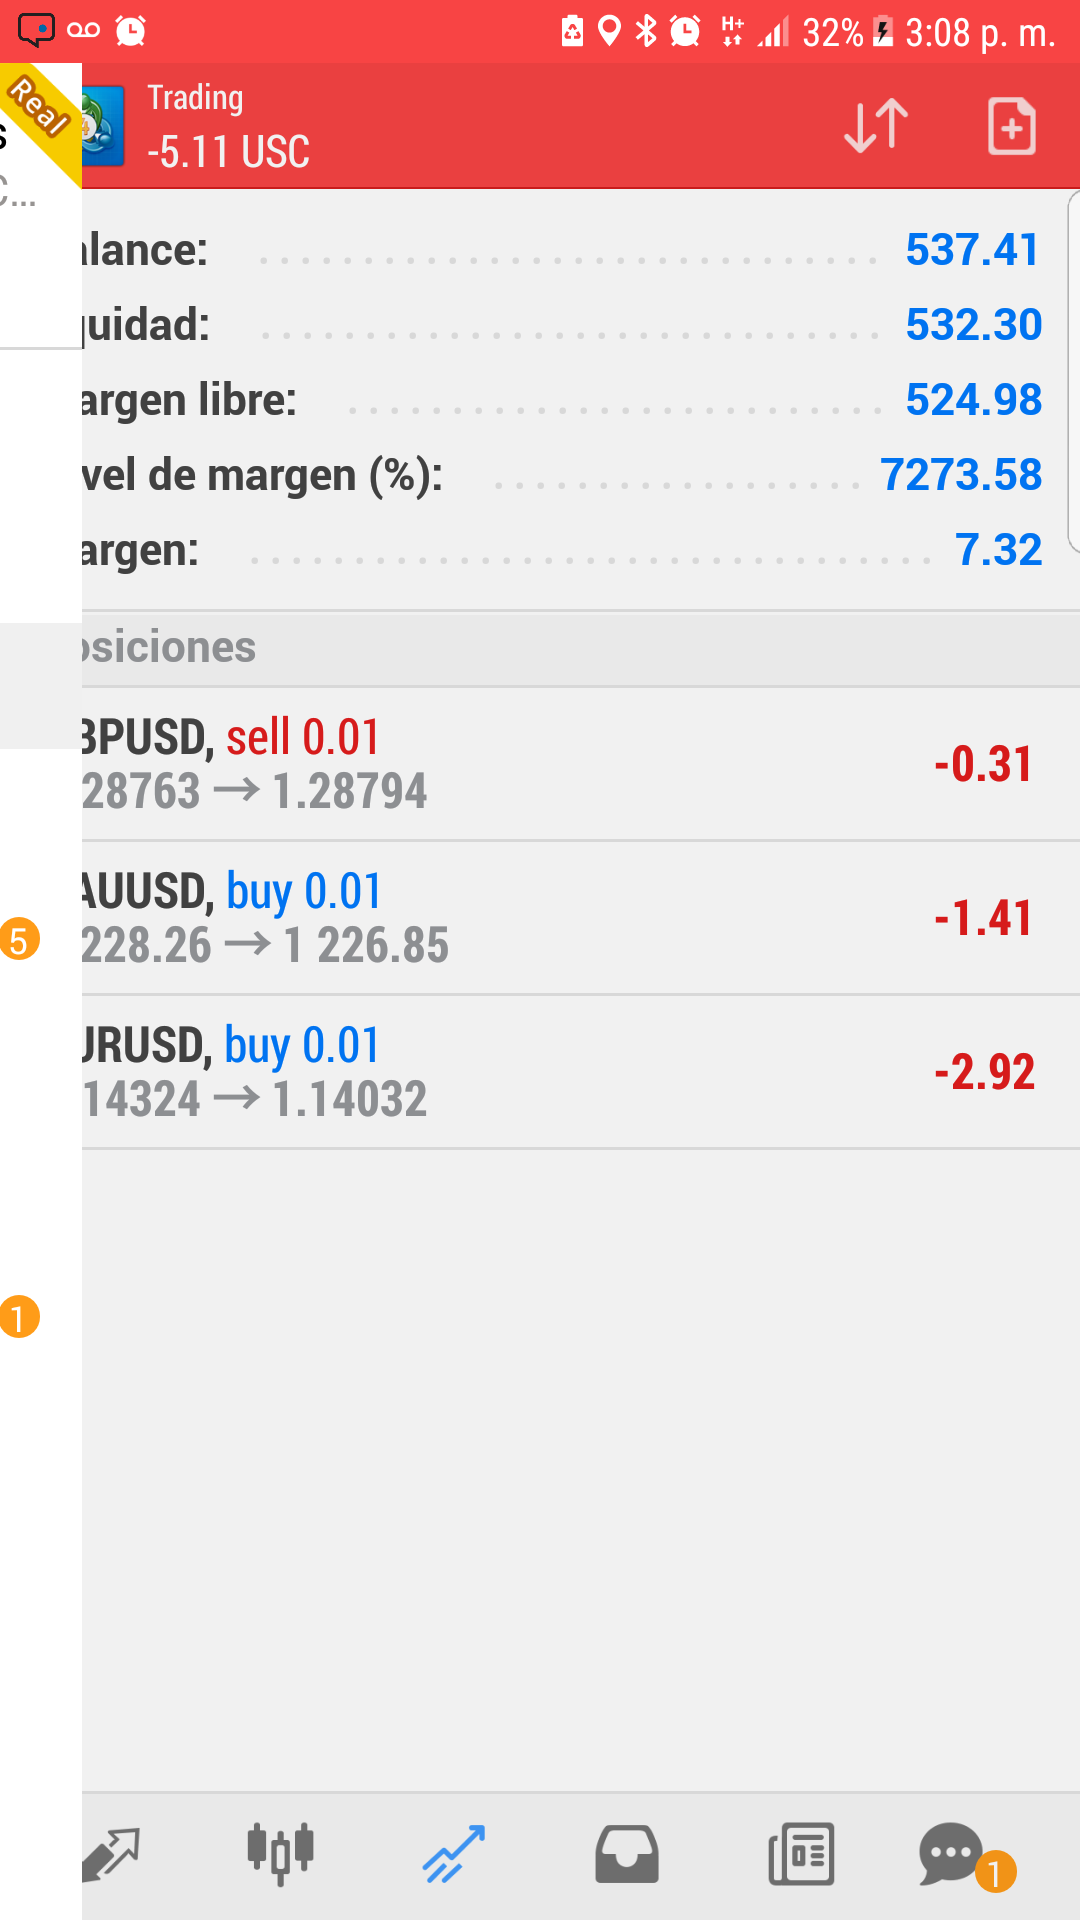 32% 3:08 p. m.
Real
Trading
-5.11 USC
s
C...
alance: 537.41
quidad: 532.30
argen libre: 524.98
vel de margen (%): 7273.58
argen: 7.32
osiciones
BPUSD, sell 0.01
28763 → 1.28794
-0.31
AUUSD, buy 0.01
228.26 → 1 226.85
-1.41
URUSD, buy 0.01
14324 → 1.14032
-2.92
5
1
1